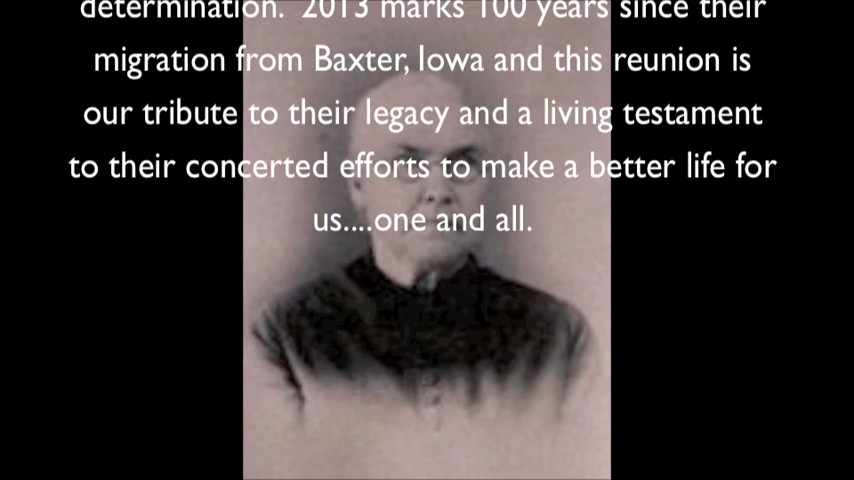 determination. 2013 marks 100 years since their
migration from Baxter, Iowa and this reunion is
our tribute to their legacy and a living testament
to their concerted efforts to make a better life for
us....one and all.